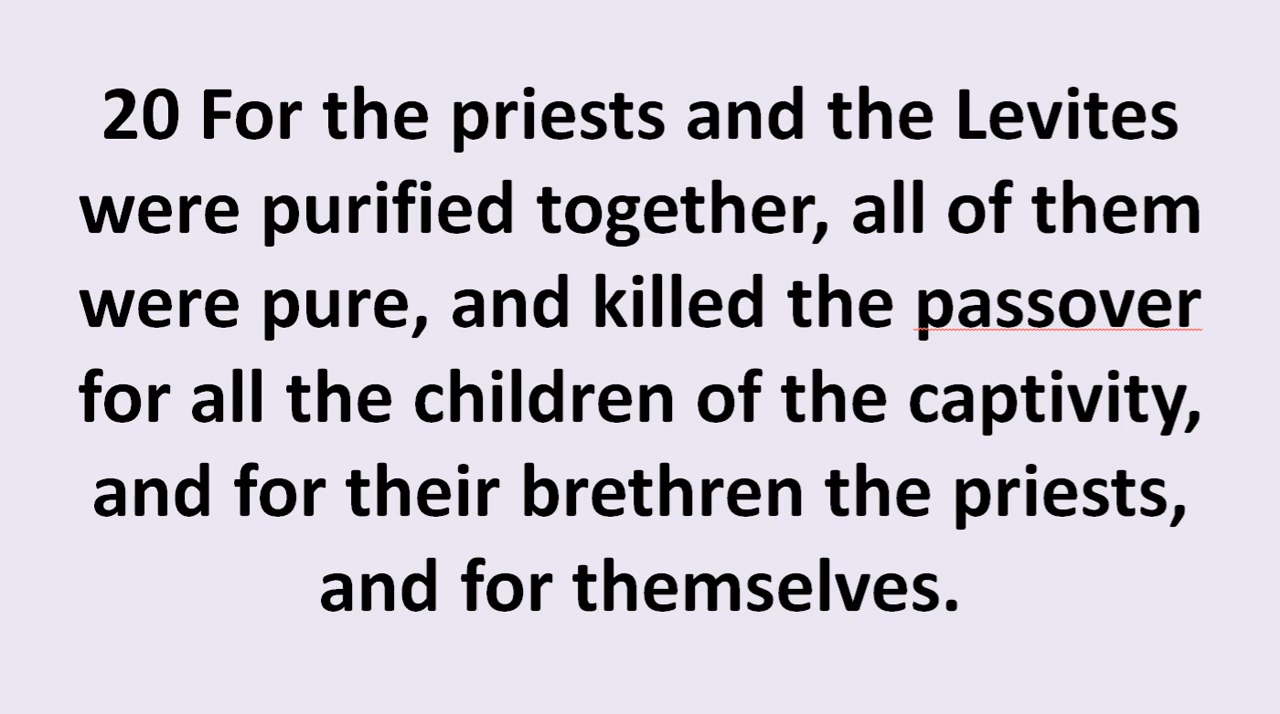 20 For the priests and the Levites
were purified together, all of them
were pure, and killed the passover
for all the children of the captivity,
and for their brethren the priests,
and for themselves.